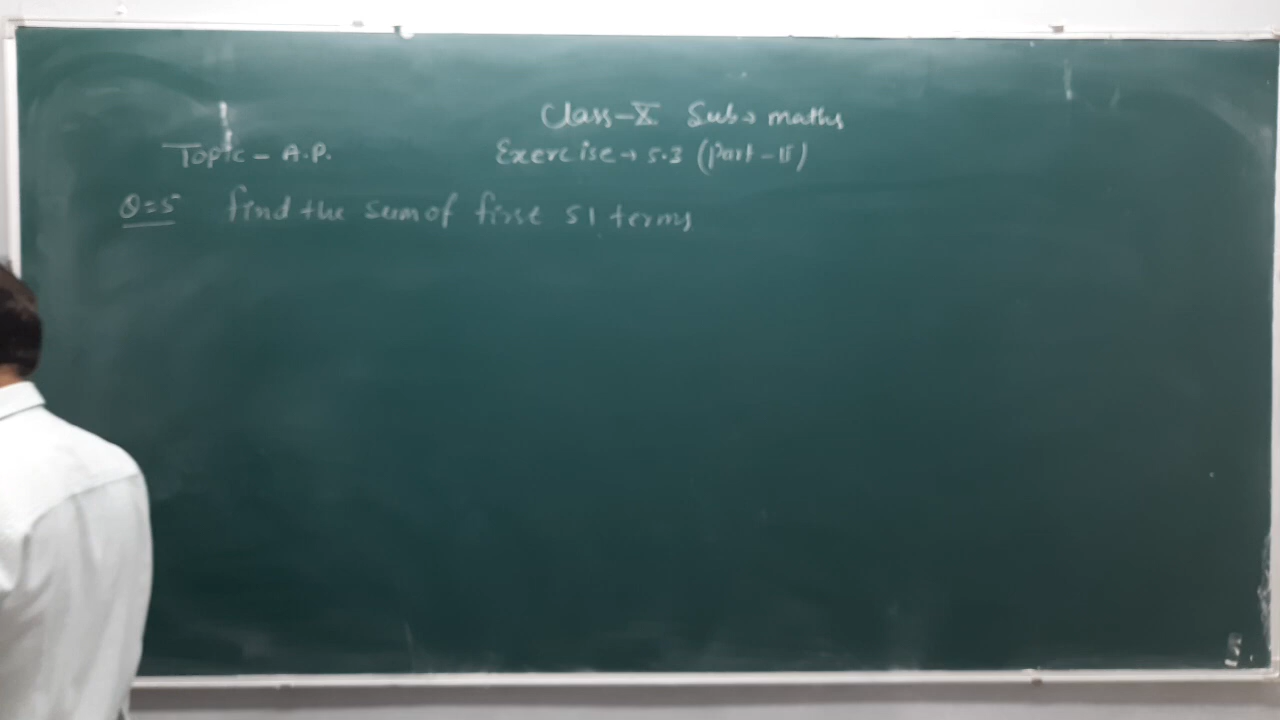 Class-X Sub→ maths
Topic - A.P. Exercise→ 5.3 (Part-II)
Q=5 find the sum of first 51 terms